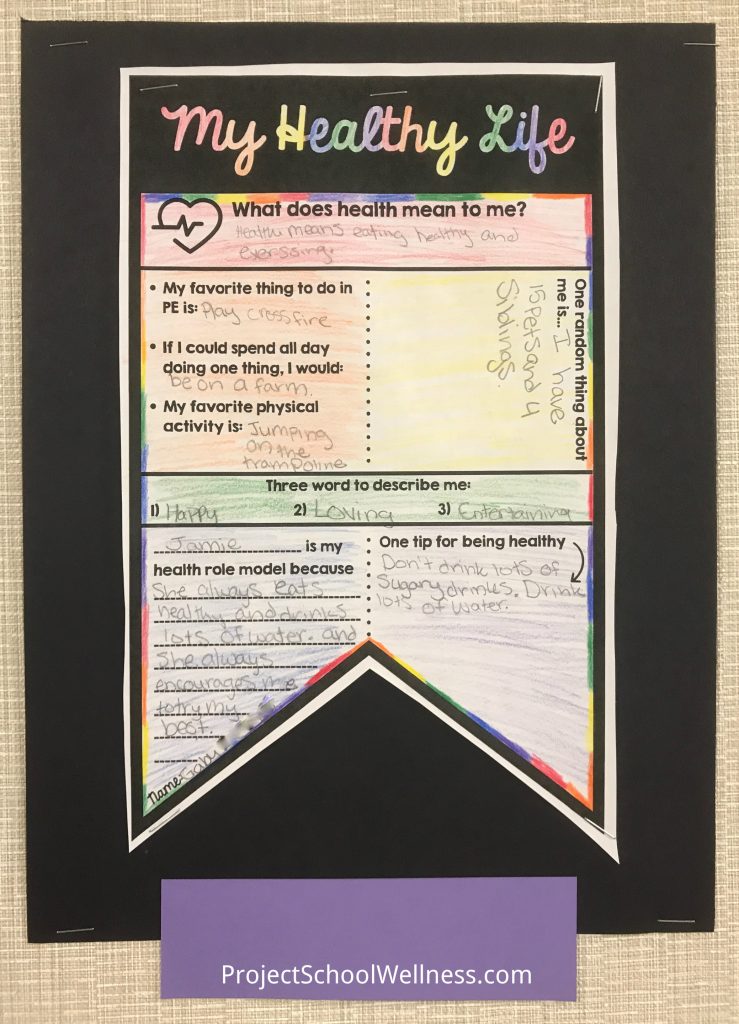 My Healthy Life
What does health mean to me?
Health means eating healthy and
exerssing.
• My favorite thing to do in
PE is: Play crossfire
• If I could spend all day
doing one thing, I would:
be on a farm.
• My favorite physical
activity is: Jumping
on the
trampoline
One random thing about
me is... I have
15 pets and 4
Siblings
Three word to describe me:
1) Happy 2) Loving 3) Entertaining
Jamie is my
health role model because
She always eats
healthy and drinks
lots of water. and
She always
encourages me
to try my
best.
Name:
One tip for being healthy
Don't drink lots of
Sugary drinks. Drink
lots of water.
ProjectSchoolWellness.com